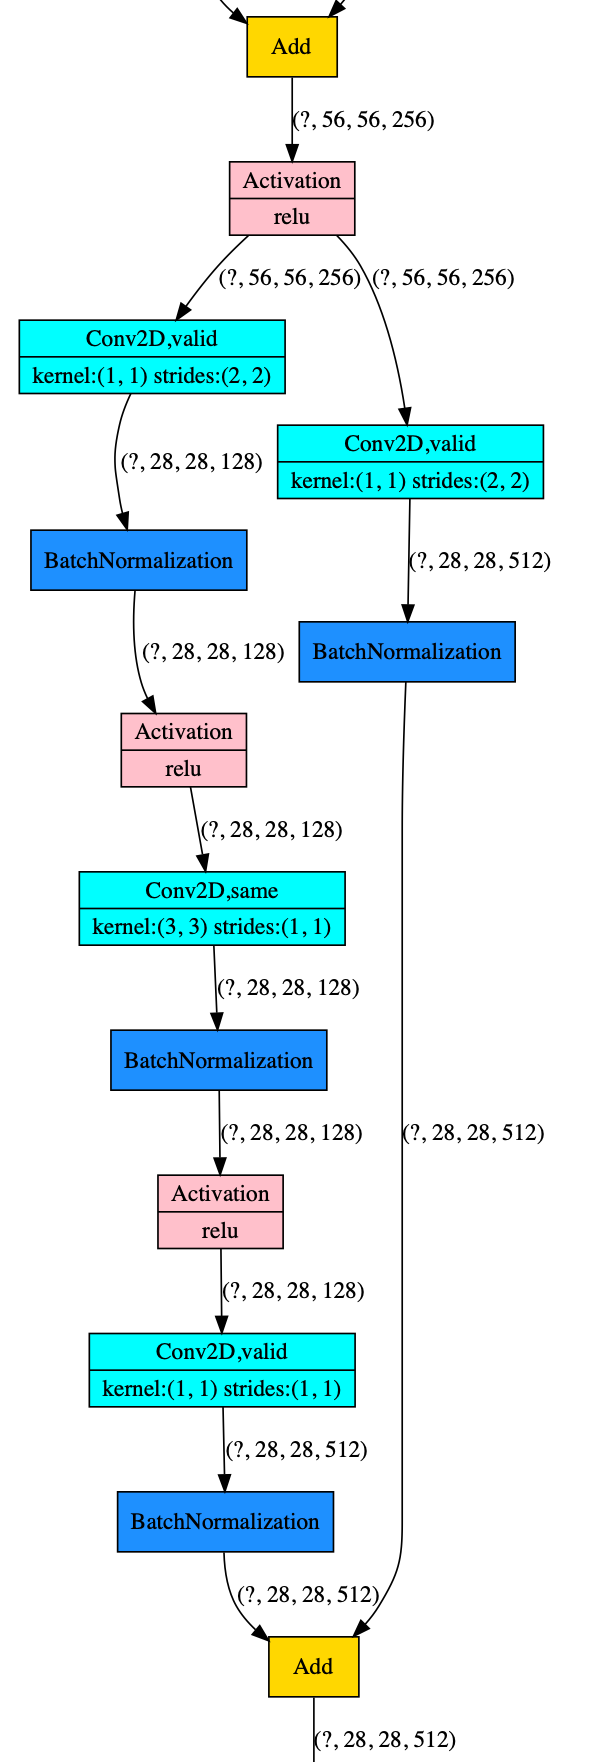 Add
(?, 56, 56, 256)
Activation
relu
(?, 56, 56, 256)
(?, 56, 56, 256)
Conv2D,valid
kernel:(1, 1) strides:(2, 2)
Conv2D,valid
kernel:(1, 1) strides:(2, 2)
(?, 28, 28, 128)
BatchNormalization
(?, 28, 28, 512)
(?, 28, 28, 128)
BatchNormalization
Activation
relu
(?, 28, 28, 128)
Conv2D,same
kernel:(3, 3) strides:(1, 1)
(?, 28, 28, 128)
BatchNormalization
(?, 28, 28, 128)
(?, 28, 28, 512)
Activation
relu
(?, 28, 28, 128)
Conv2D,valid
kernel:(1, 1) strides:(1, 1)
(?, 28, 28, 512)
BatchNormalization
(?, 28, 28, 512)
Add
(?, 28, 28, 512)